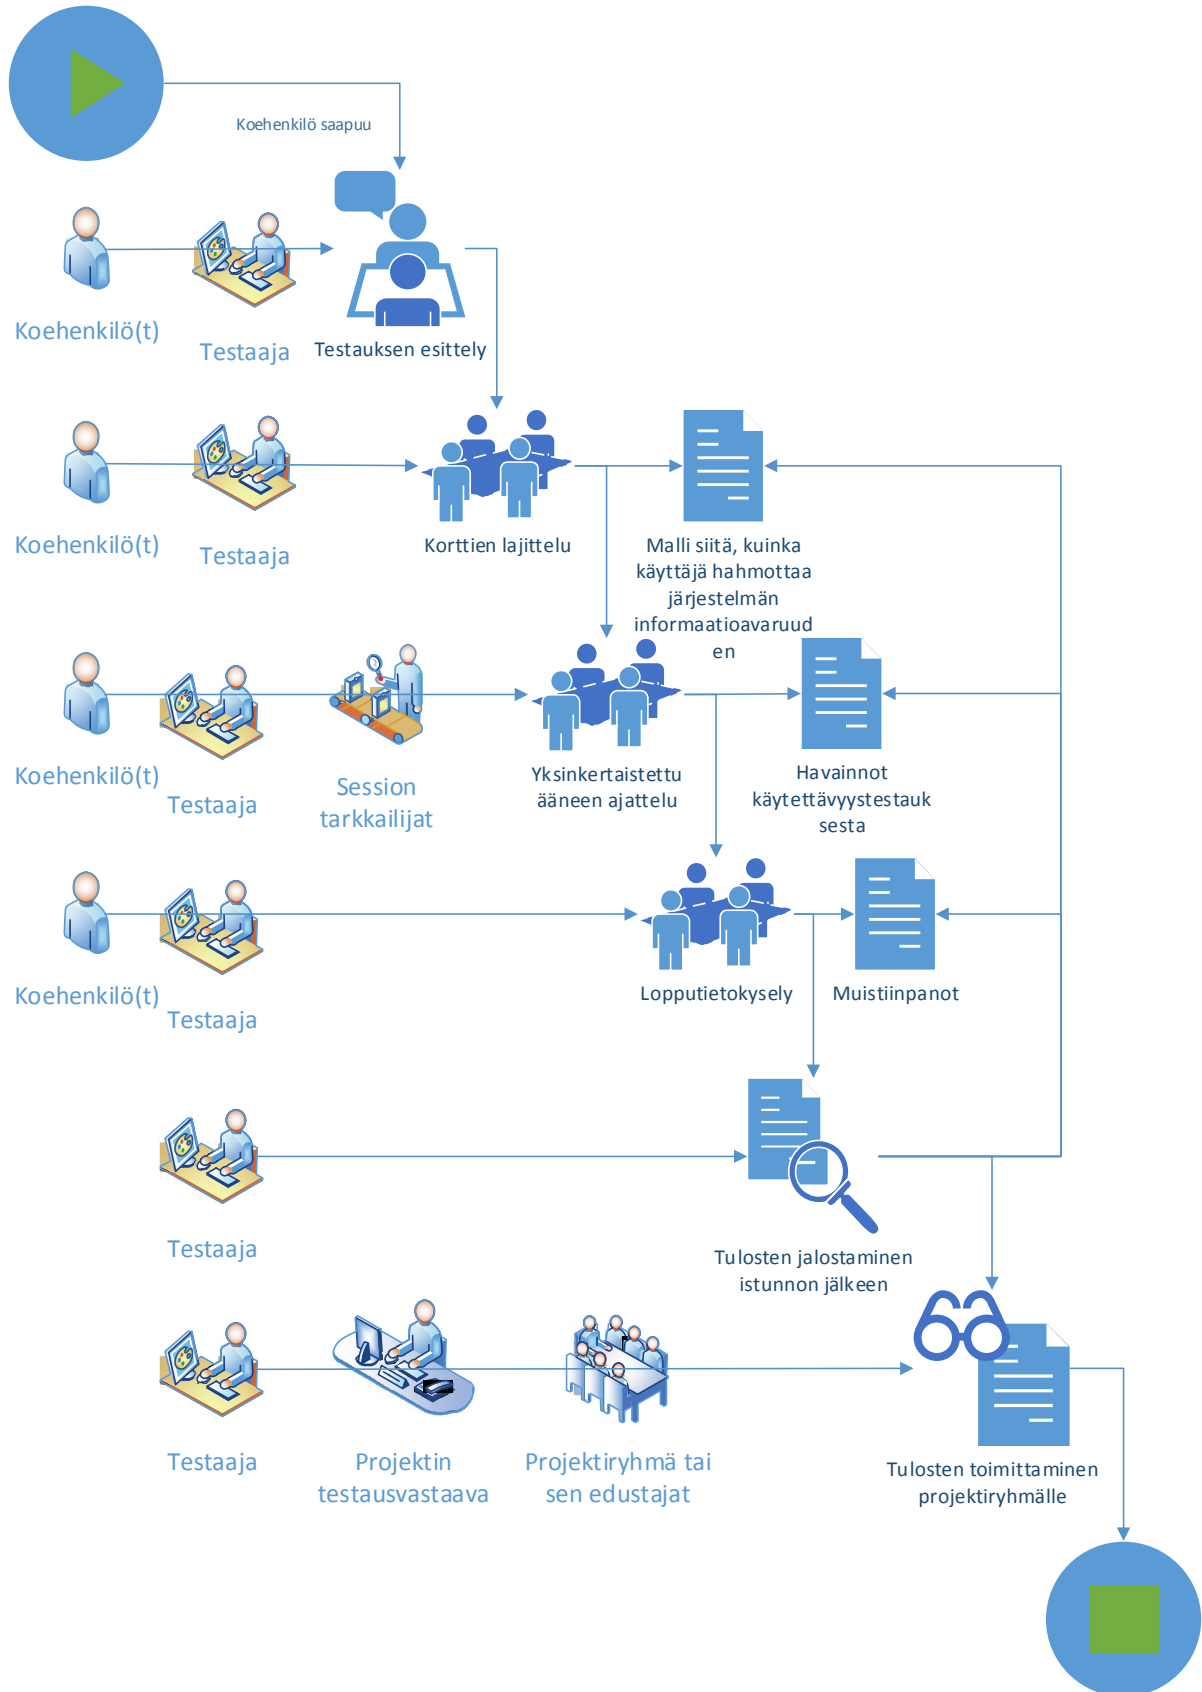 Koehenkilö saapuu
Koehenkilö(t)
Testaaja
Testauksen esittely
Koehenkilö(t)
Testaaja
Korttien lajittelu
Malli siitä, kuinka
käyttäjä hahmottaa
järjestelmän
informaatioavaruud
en
Koehenkilö(t)
Testaaja
Session
tarkkailijat
Yksinkertaistettu
ääneen ajattelu
Havainnot
käytettävyystestauk
sesta
Koehenkilö(t)
Testaaja
Lopputietokysely
Muistiinpanot
Testaaja
Tulosten jalostaminen
istunnon jälkeen
Testaaja
Projektin
testausvastaava
Projektiryhmä tai
sen edustajat
Tulosten toimittaminen
projektiryhmälle